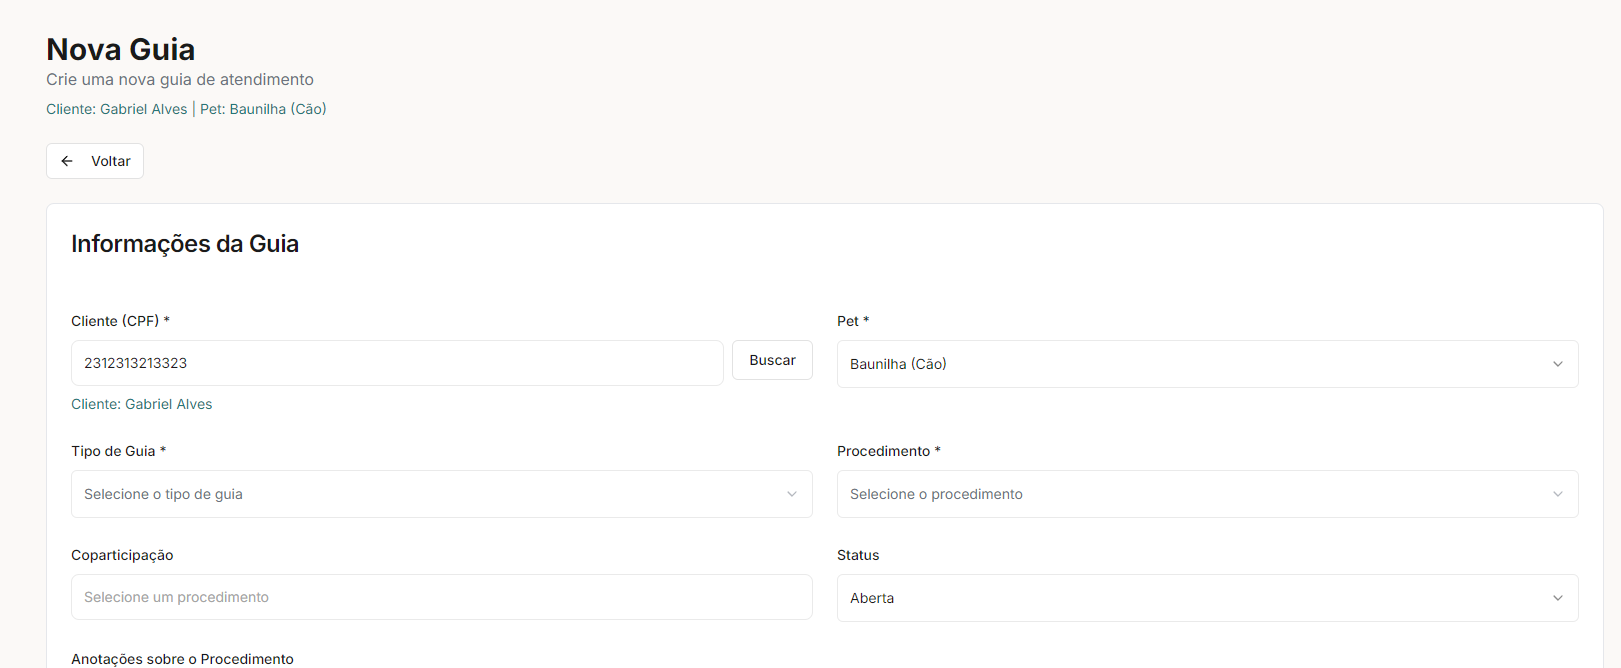 Nova Guia
Crie uma nova guia de atendimento
Cliente: Gabriel Alves | Pet: Baunilha (Cão)
Voltar
Informações da Guia
Cliente (CPF) *
Pet *
2312313213323
Buscar
Baunilha (Cão)
Cliente: Gabriel Alves
Tipo de Guia *
Procedimento *
Selecione o tipo de guia
Selecione o procedimento
Coparticipação
Status
Selecione um procedimento
Aberta
Anotações sobre o Procedimento